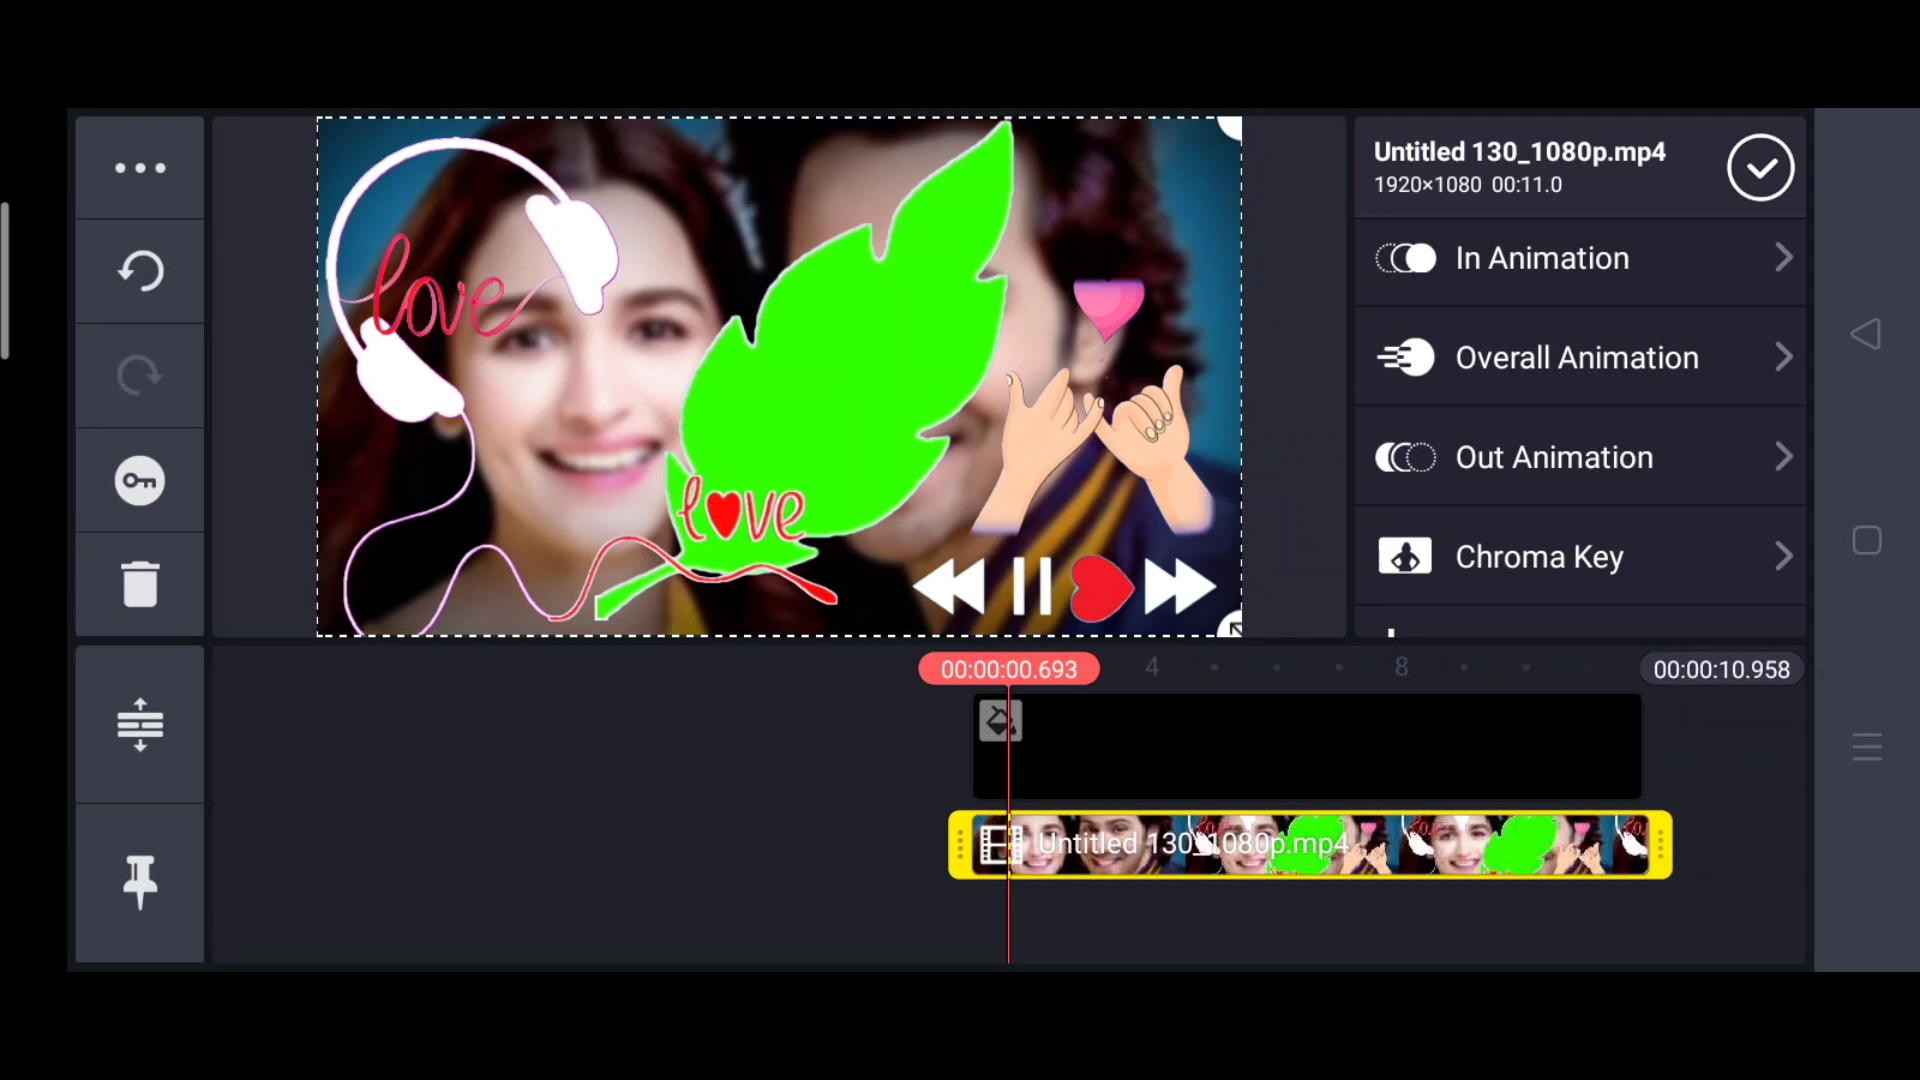 Untitled 130_1080p.mp4
1920×1080 00:11.0
In Animation
Overall Animation
Out Animation
Chroma Key
love
love
00:00:00.693
4
8
00:00:10.958
Untitled 130_1080p.mp4